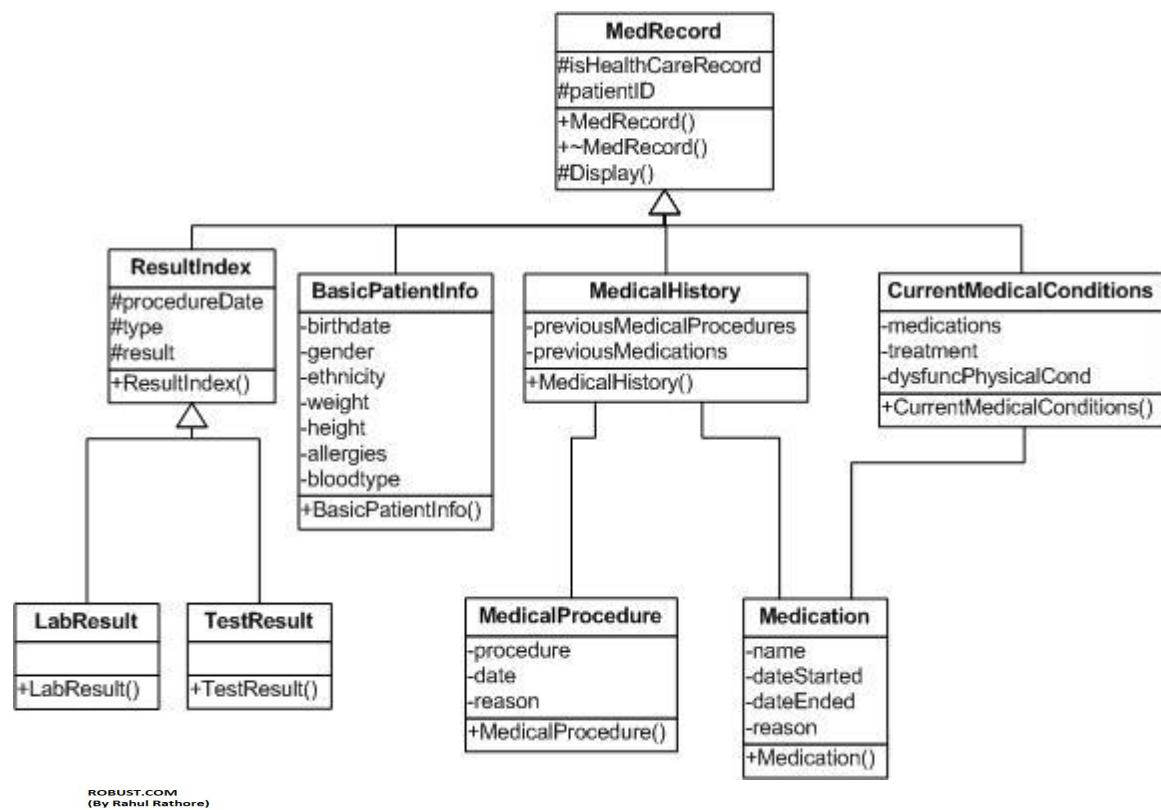 MedRecord
#isHealthCareRecord
#patientID
+MedRecord()
+~MedRecord()
#Display()
ResultIndex
#procedureDate
#type
#result
+ResultIndex()
BasicPatientInfo
-birthdate
-gender
-ethnicity
-weight
-height
-allergies
-bloodtype
+BasicPatientInfo()
MedicalHistory
-previousMedicalProcedures
-previousMedications
+MedicalHistory()
CurrentMedicalConditions
-medications
-treatment
-dysfuncPhysicalCond
+CurrentMedicalConditions()
LabResult
+LabResult()
TestResult
+TestResult()
MedicalProcedure
-procedure
-date
-reason
+MedicalProcedure()
Medication
-name
-dateStarted
-dateEnded
-reason
+Medication()
ROBUST.COM
(By Rahul Rathore)